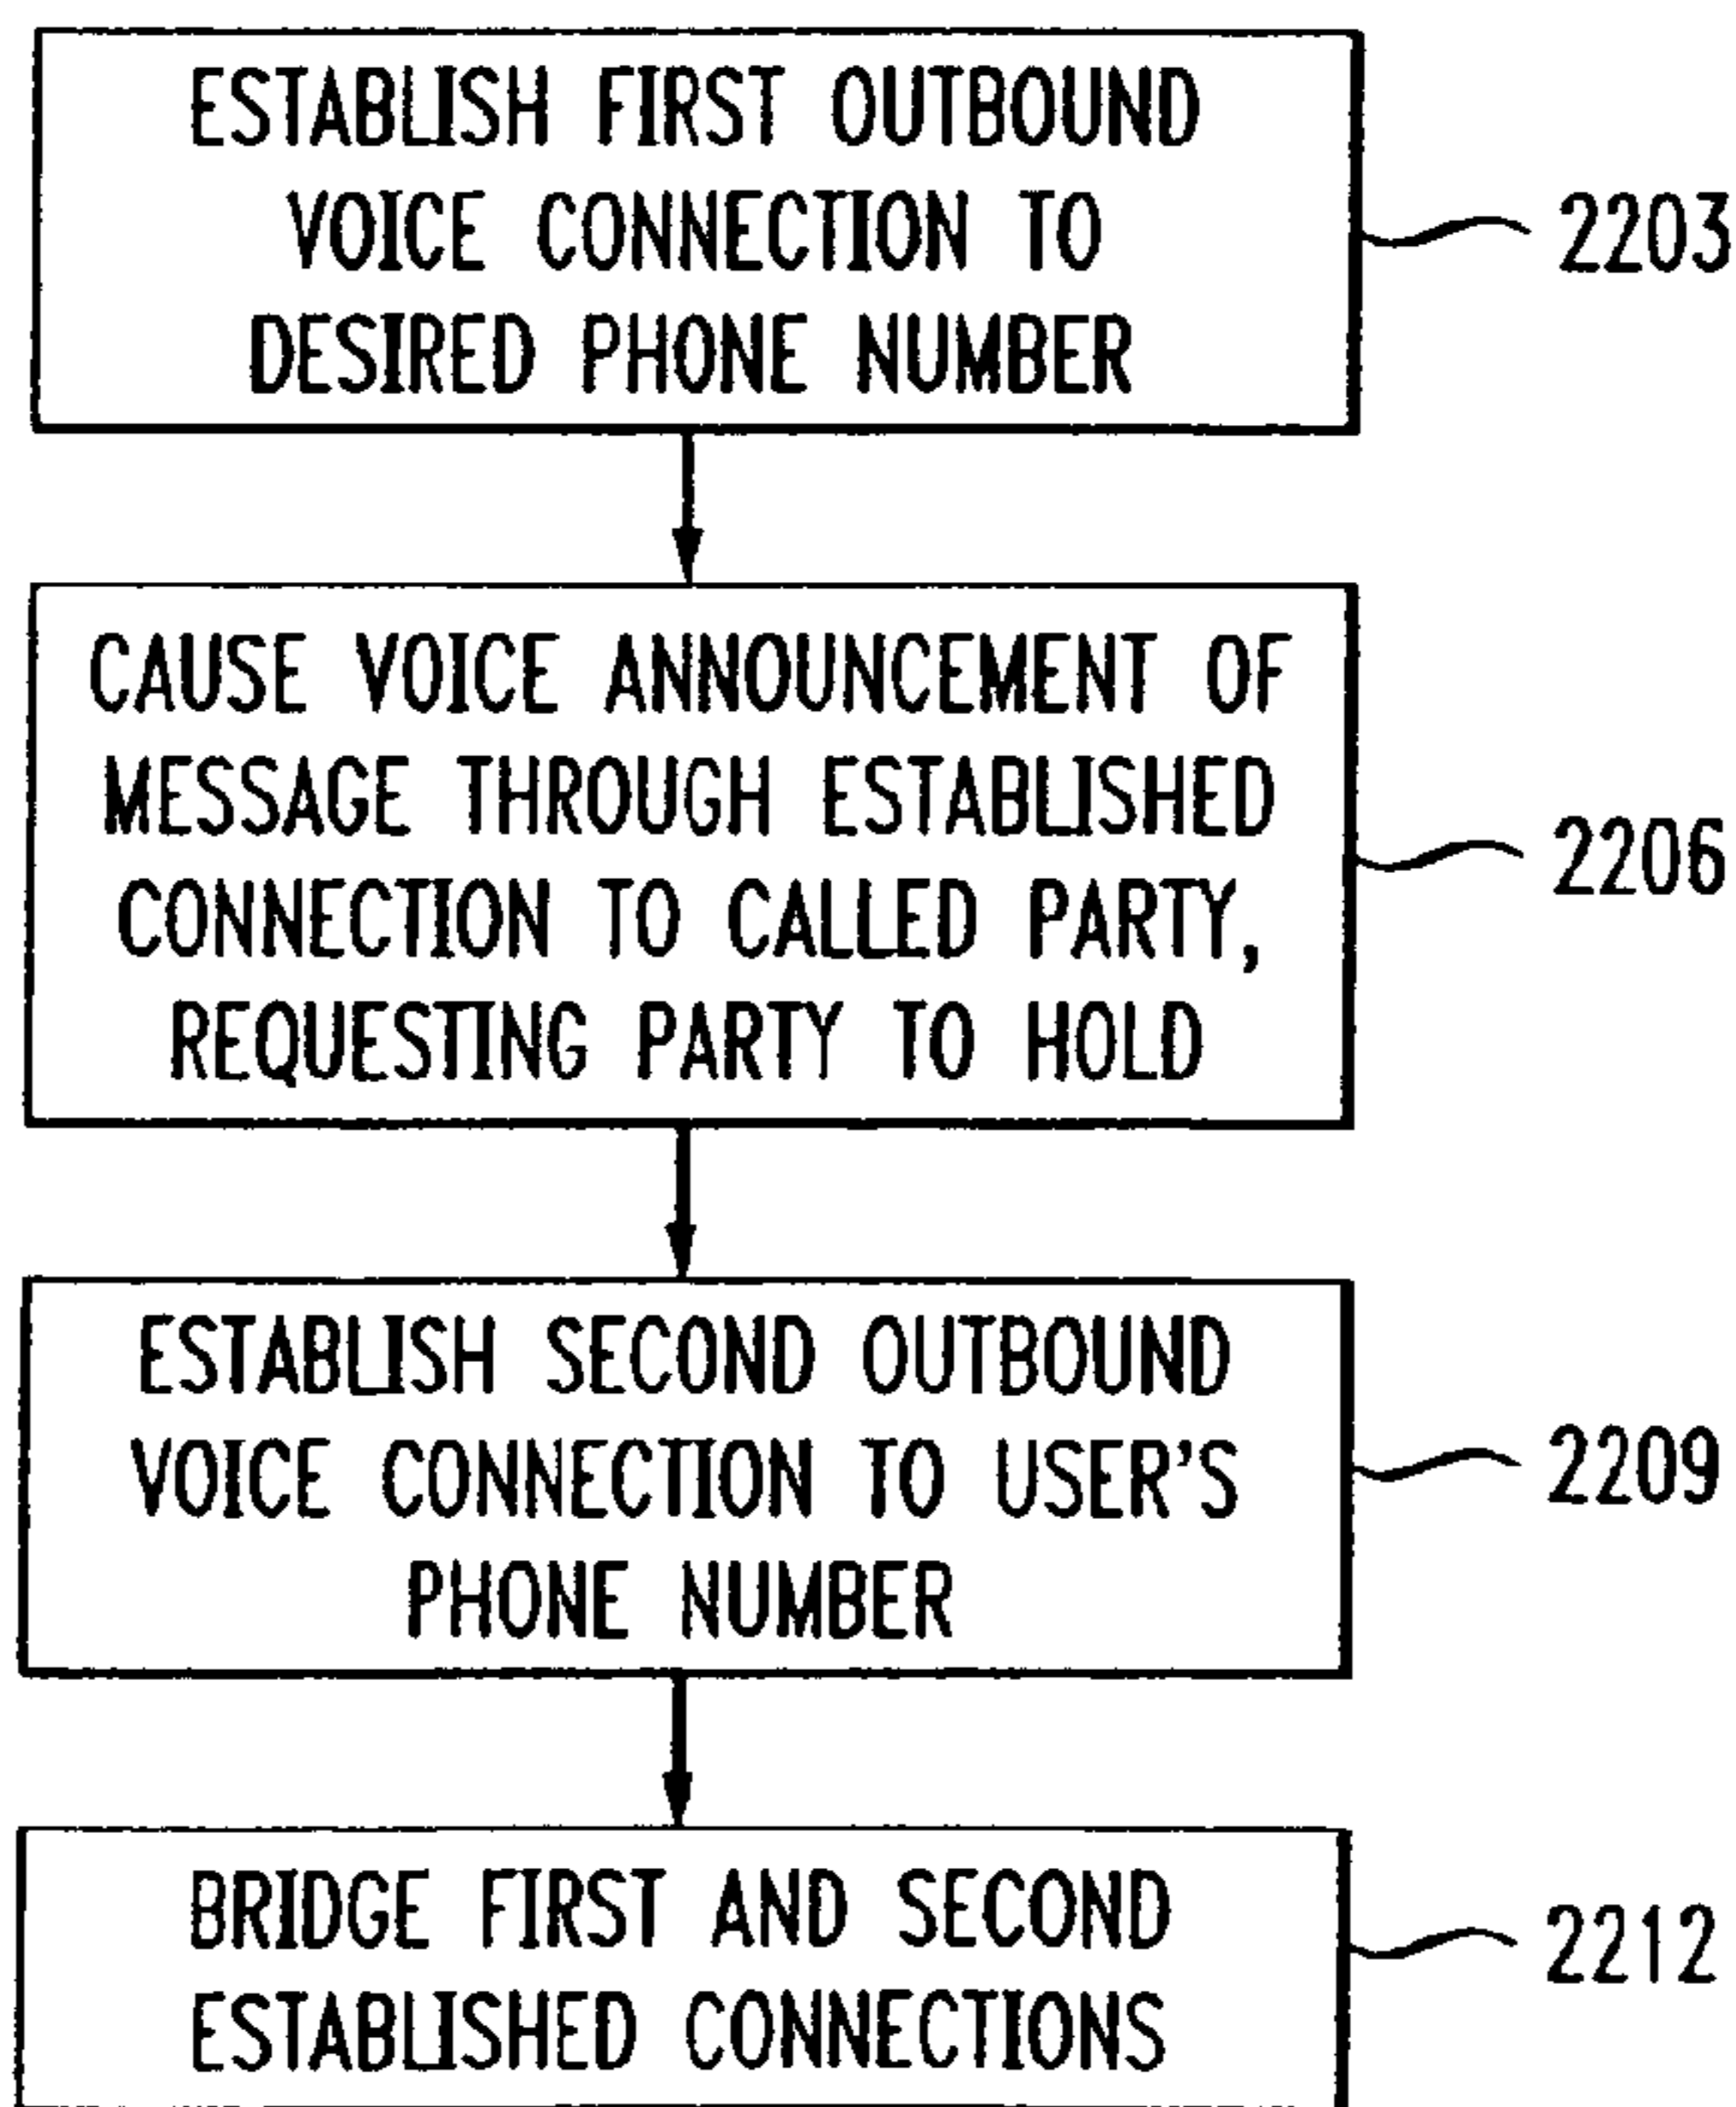 ESTABLISH FIRST OUTBOUND
VOICE CONNECTION TO
DESIRED PHONE NUMBER
2203
CAUSE VOICE ANNOUNCEMENT OF
MESSAGE THROUGH ESTABLISHED
CONNECTION TO CALLED PARTY,
REQUESTING PARTY TO HOLD
2206
ESTABLISH SECOND OUTBOUND
VOICE CONNECTION TO USER'S
PHONE NUMBER
2209
BRIDGE FIRST AND SECOND
ESTABLISHED CONNECTIONS
2212